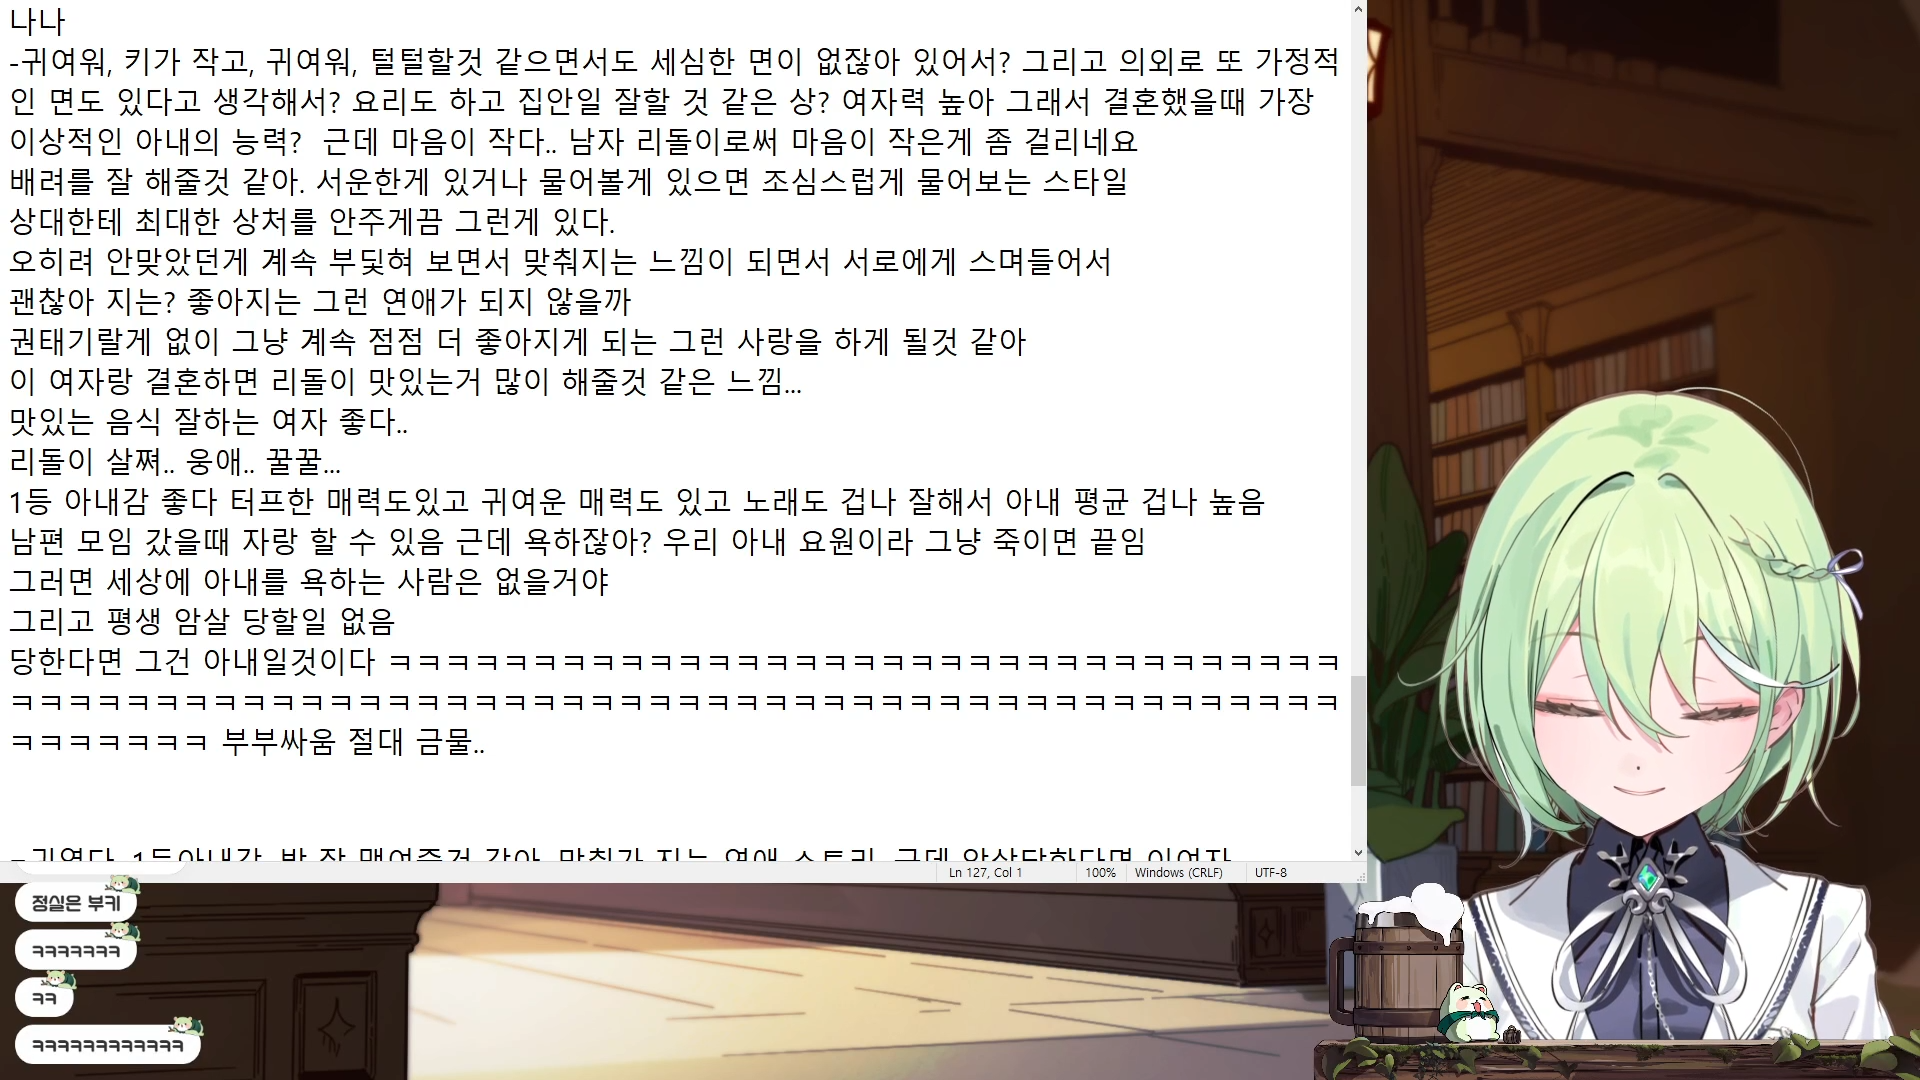 나나
-귀여워, 키가 작고, 귀여워, 털털할것 같으면서도 세심한 면이 없잖아 있어서? 그리고 의외로 또 가정적
인 면도 있다고 생각해서? 요리도 하고 집안일 잘할 것 같은 상? 여자력 높아 그래서 결혼했을때 가장
이상적인 아내의 능력?  근데 마음이 작다.. 남자 리돌이로써 마음이 작은게 좀 걸리네요
배려를 잘 해줄것 같아. 서운한게 있거나 물어볼게 있으면 조심스럽게 물어보는 스타일
상대한테 최대한 상처를 안주게끔 그런게 있다.
오히려 안맞았던게 계속 부딫혀 보면서 맞춰지는 느낌이 되면서 서로에게 스며들어서
괜찮아 지는? 좋아지는 그런 연애가 되지 않을까
권태기랄게 없이 그냥 계속 점점 더 좋아지게 되는 그런 사랑을 하게 될것 같아
이 여자랑 결혼하면 리돌이 맛있는거 많이 해줄것 같은 느낌...
맛있는 음식 잘하는 여자 좋다..
리돌이 살쪄.. 웅애.. 꿀꿀...
1등 아내감 좋다 터프한 매력도있고 귀여운 매력도 있고 노래도 겁나 잘해서 아내 평균 겁나 높음
남편 모임 갔을때 자랑 할 수 있음 근데 욕하잖아? 우리 아내 요원이라 그냥 죽이면 끝임
그러면 세상에 아내를 욕하는 사람은 없을거야
그리고 평생 암살 당할일 없음
당한다면 그건 아내일것이다 ㅋㅋㅋㅋㅋㅋㅋㅋㅋㅋㅋㅋㅋㅋㅋㅋㅋㅋㅋㅋㅋㅋㅋㅋㅋㅋㅋㅋㅋㅋㅋㅋㅋ
ㅋㅋㅋㅋㅋㅋㅋㅋㅋㅋㅋㅋㅋㅋㅋㅋㅋㅋㅋㅋㅋㅋㅋㅋㅋㅋㅋㅋㅋㅋㅋㅋㅋㅋㅋㅋㅋㅋㅋㅋㅋㅋㅋㅋㅋㅋ
ㅋㅋㅋㅋㅋㅋㅋ 부부싸움 절대 금물..
Ln 127, Col 1 100% Windows (CRLF) UTF-8
정실은 부키
ㅋㅋㅋㅋㅋㅋㅋ
ㅋㅋ
ㅋㅋㅋㅋㅋㅋㅋㅋㅋㅋㅋㅋ